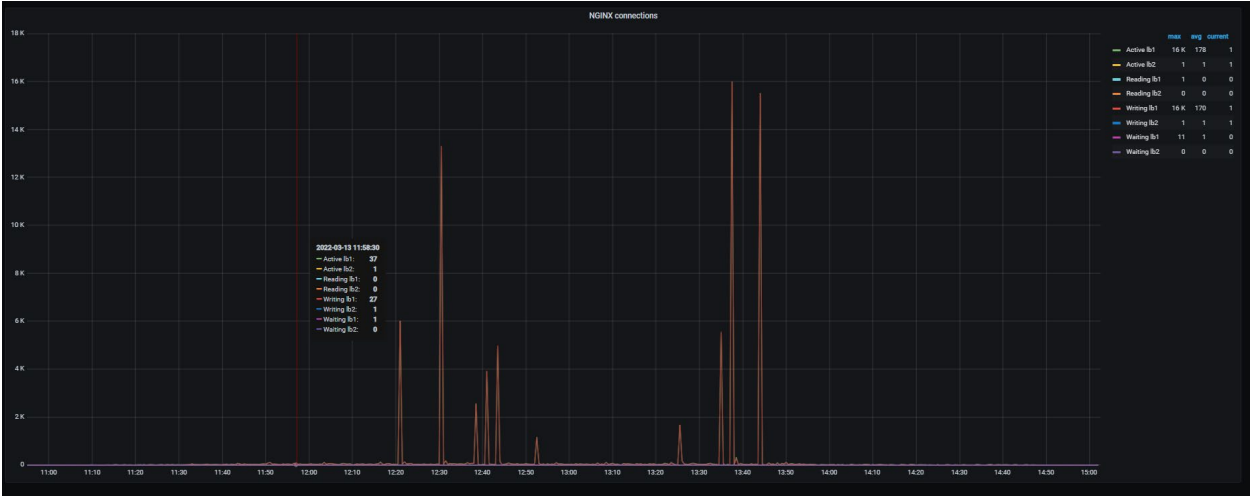 NGINX connections
18 K
16 K
14 K
12 K
10 K
8 K
6 K
4 K
2 K
0
11:00 11:10 11:20 11:30 11:40 11:50 12:00 12:10 12:20 12:30 12:40 12:50 13:00 13:10 13:20 13:30 13:40 13:50 14:00 14:10 14:20 14:30 14:40 14:50 15:00
2022-03-13 11:58:30
Active lb1: 37
Active lb2: 1
Reading lb1: 0
Reading lb2: 0
Writing lb1: 27
Writing lb2: 1
Waiting lb1: 1
Waiting lb2: 0
max avg current
Active lb1 16 K 178 1
Active lb2 1 1 1
Reading lb1 1 0 0
Reading lb2 0 0 0
Writing lb1 16 K 170 1
Writing lb2 1 1 1
Waiting lb1 11 1 0
Waiting lb2 0 0 0